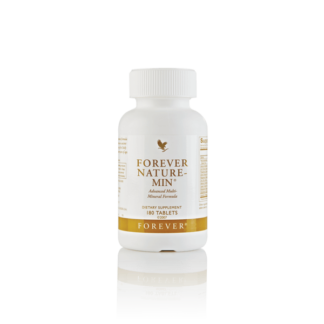 FOREVER
NATURE-
MIN®
Advanced Multi-
Mineral Formula
DIETARY SUPPLEMENT
180 TABLETS
FOREVER®